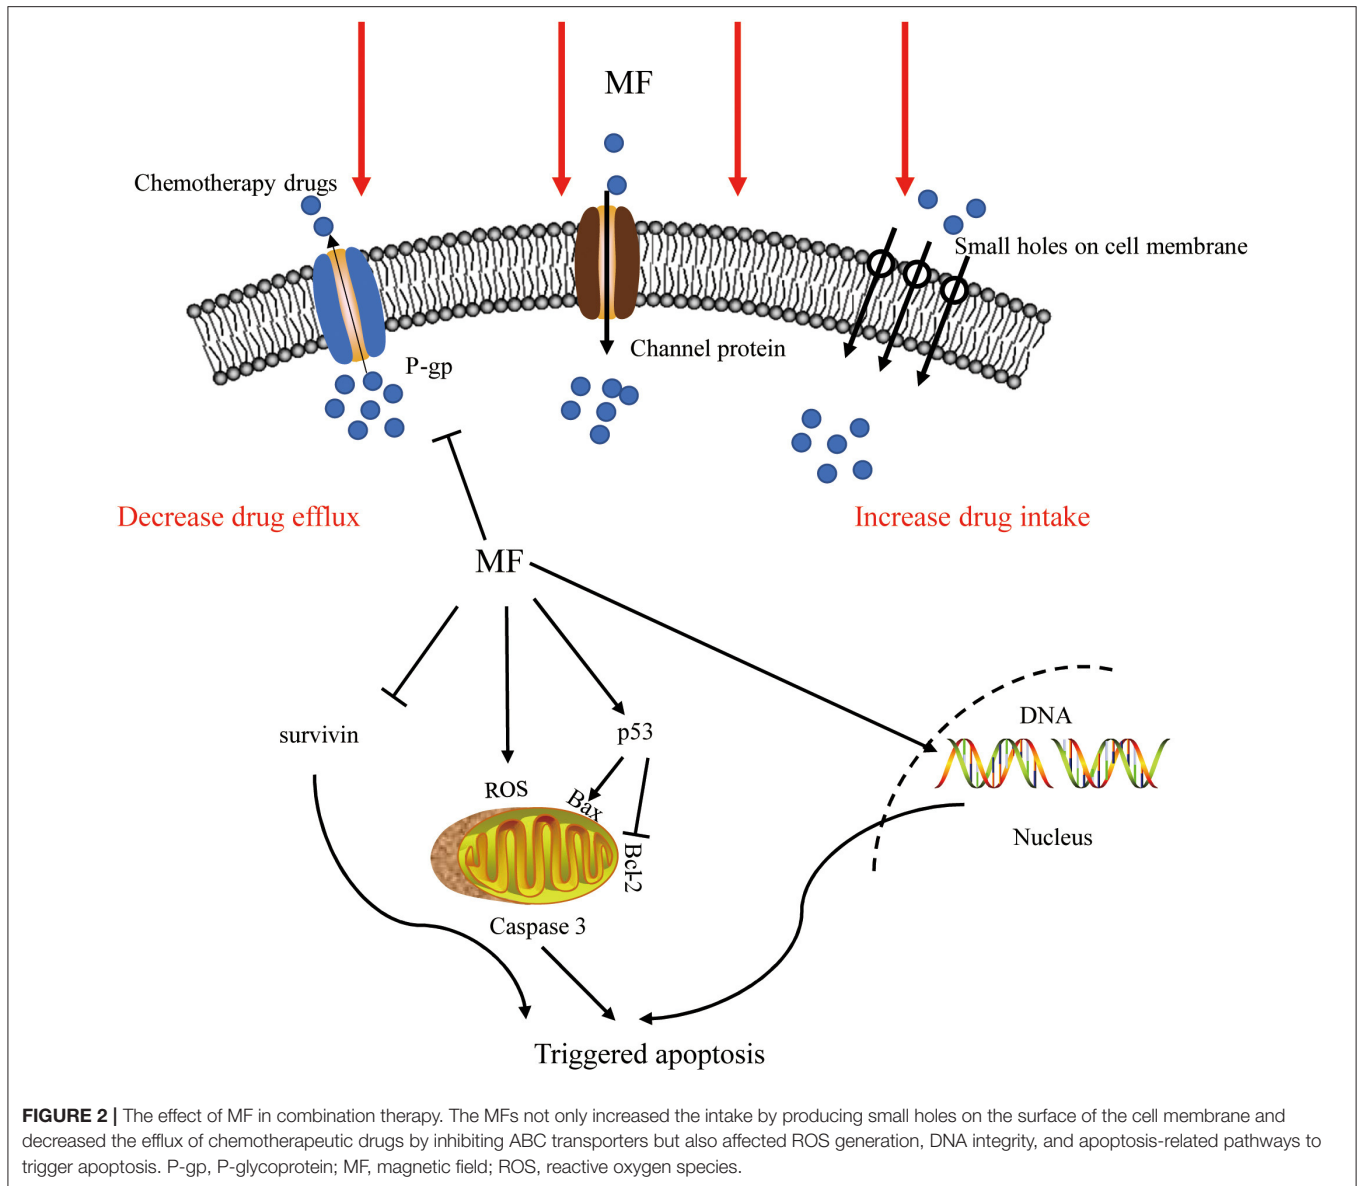 MF
Chemotherapy drugs
Small holes on cell membrane
Channel protein
P-gp
Decrease drug efflux
Increase drug intake
MF
survivin
p53
DNA
ROS
Bax
Bcl-2
Nucleus
Caspase 3
Triggered apoptosis
FIGURE 2 | The effect of MF in combination therapy. The MFs not only increased the intake by producing small holes on the surface of the cell membrane and
decreased the efflux of chemotherapeutic drugs by inhibiting ABC transporters but also affected ROS generation, DNA integrity, and apoptosis-related pathways to
trigger apoptosis. P-gp, P-glycoprotein; MF, magnetic field; ROS, reactive oxygen species.